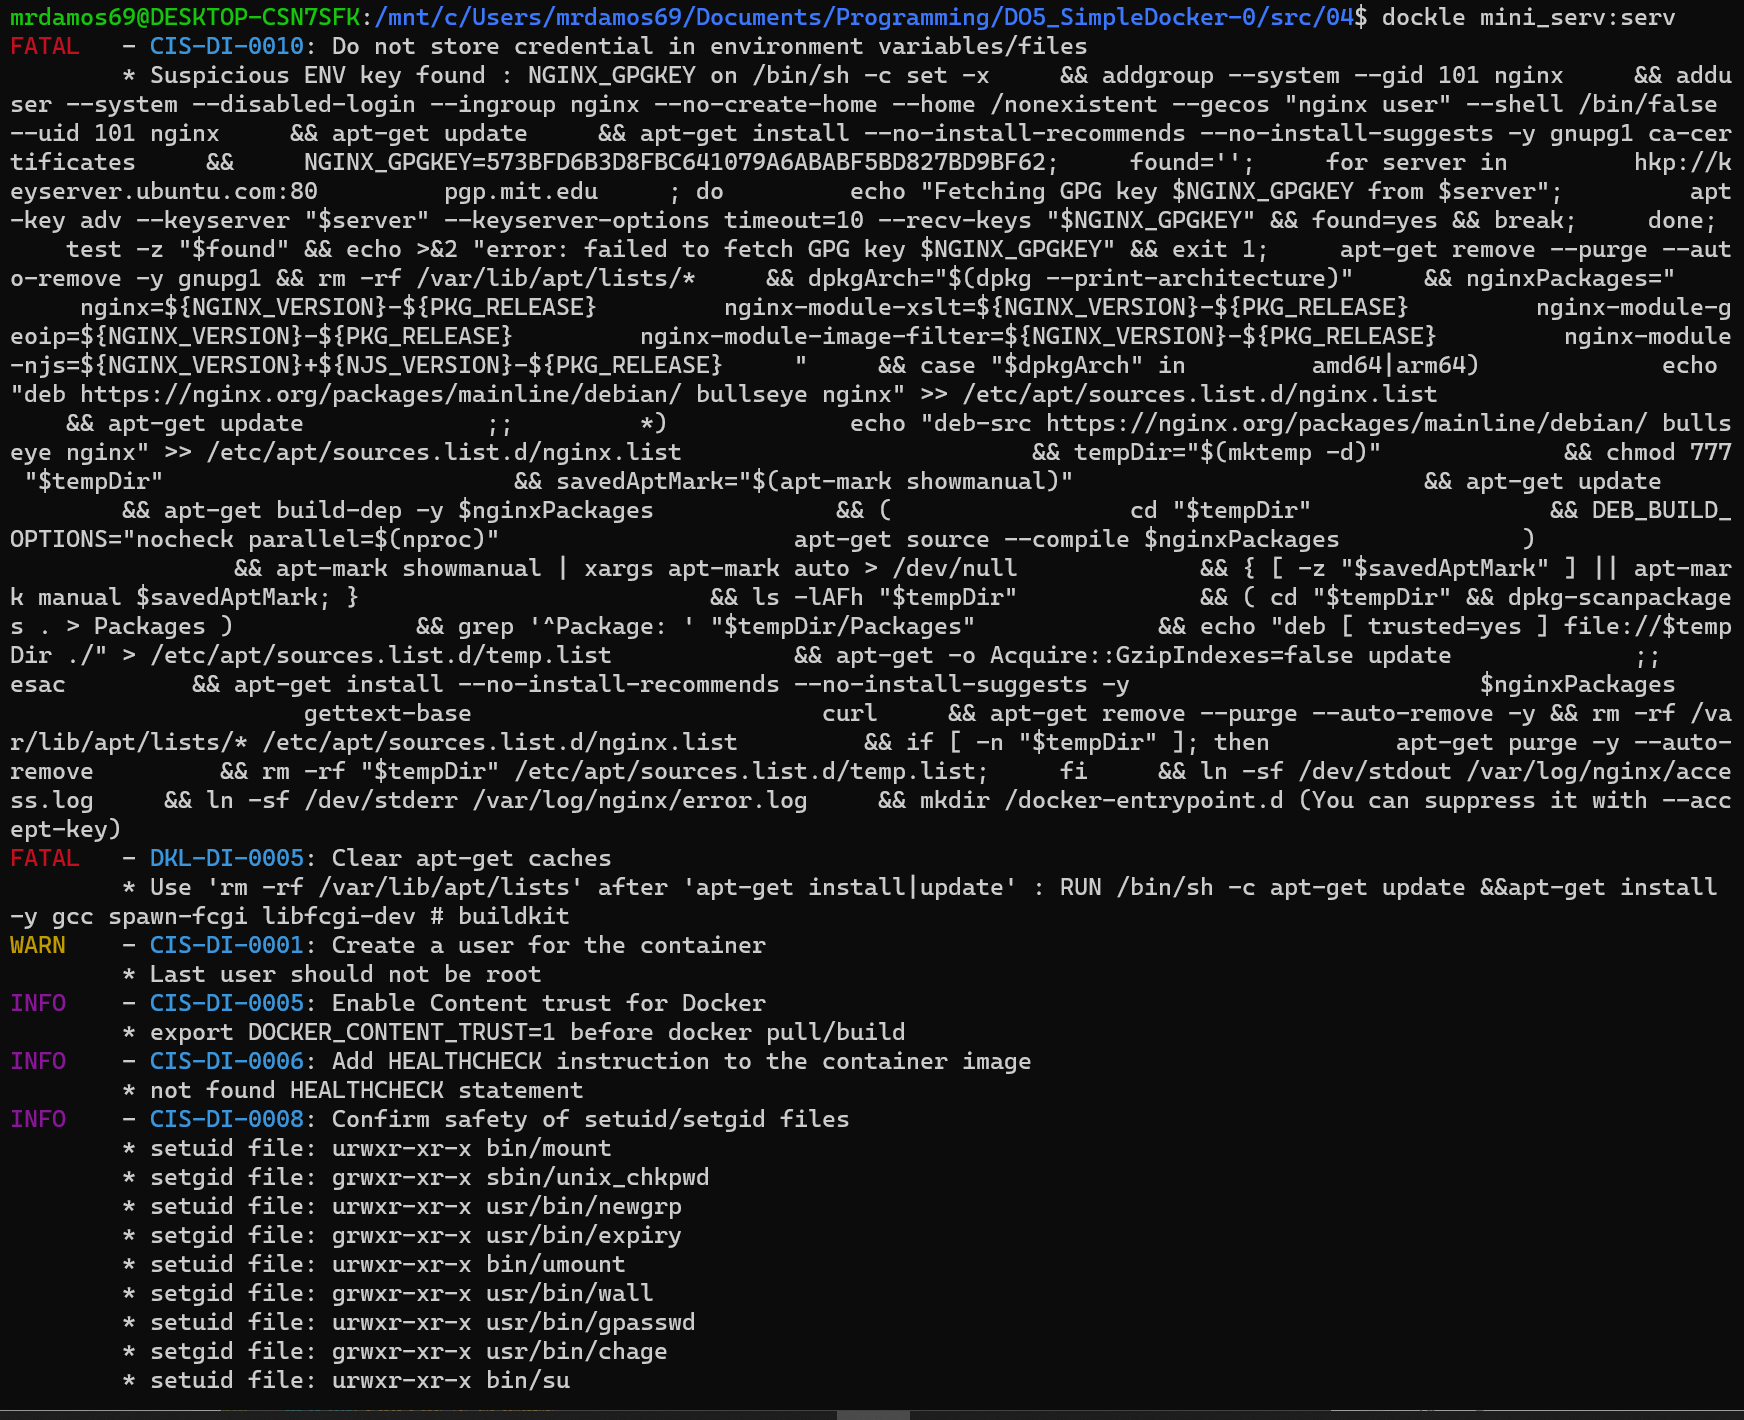 mrdamos69@DESKTOP-CSN7SFK:/mnt/c/Users/mrdamos69/Documents/Programming/DO5_SimpleDocker-0/src/04$ dockle mini_serv:serv
FATAL   - CIS-DI-0010: Do not store credential in environment variables/files
        * Suspicious ENV key found : NGINX_GPGKEY on /bin/sh -c set -x     && addgroup --system --gid 101 nginx     && addu
ser --system --disabled-login --ingroup nginx --no-create-home --home /nonexistent --gecos "nginx user" --shell /bin/false
--uid 101 nginx     && apt-get update     && apt-get install --no-install-recommends --no-install-suggests -y gnupg1 ca-cer
tificates     &&     NGINX_GPGKEY=573BFD6B3D8FBC641079A6ABABF5BD827BD9BF62;     found='';     for server in         hkp://k
eyserver.ubuntu.com:80         pgp.mit.edu     ; do         echo "Fetching GPG key $NGINX_GPGKEY from $server";         apt
-key adv --keyserver "$server" --keyserver-options timeout=10 --recv-keys "$NGINX_GPGKEY" && found=yes && break;     done;
    test -z "$found" && echo >&2 "error: failed to fetch GPG key $NGINX_GPGKEY" && exit 1;     apt-get remove --purge --aut
o-remove -y gnupg1 && rm -rf /var/lib/apt/lists/*     && dpkgArch="$(dpkg --print-architecture)"     && nginxPackages="
     nginx=${NGINX_VERSION}-${PKG_RELEASE}         nginx-module-xslt=${NGINX_VERSION}-${PKG_RELEASE}         nginx-module-g
eoip=${NGINX_VERSION}-${PKG_RELEASE}         nginx-module-image-filter=${NGINX_VERSION}-${PKG_RELEASE}         nginx-module
-njs=${NGINX_VERSION}+${NJS_VERSION}-${PKG_RELEASE}     "     && case "$dpkgArch" in         amd64|arm64)             echo
"deb https://nginx.org/packages/mainline/debian/ bullseye nginx" >> /etc/apt/sources.list.d/nginx.list
    && apt-get update             ;;         *)             echo "deb-src https://nginx.org/packages/mainline/debian/ bulls
eye nginx" >> /etc/apt/sources.list.d/nginx.list                         && tempDir="$(mktemp -d)"             && chmod 777
 "$tempDir"                         && savedAptMark="$(apt-mark showmanual)"                         && apt-get update
        && apt-get build-dep -y $nginxPackages             && (                 cd "$tempDir"                 && DEB_BUILD_
OPTIONS="nocheck parallel=$(nproc)"                     apt-get source --compile $nginxPackages             )
                && apt-mark showmanual | xargs apt-mark auto > /dev/null             && { [ -z "$savedAptMark" ] || apt-mar
k manual $savedAptMark; }                         && ls -lAFh "$tempDir"             && ( cd "$tempDir" && dpkg-scanpackage
s . > Packages )             && grep '^Package: ' "$tempDir/Packages"             && echo "deb [ trusted=yes ] file://$temp
Dir ./" > /etc/apt/sources.list.d/temp.list             && apt-get -o Acquire::GzipIndexes=false update             ;;
esac         && apt-get install --no-install-recommends --no-install-suggests -y                         $nginxPackages
                     gettext-base                         curl     && apt-get remove --purge --auto-remove -y && rm -rf /va
r/lib/apt/lists/* /etc/apt/sources.list.d/nginx.list         && if [ -n "$tempDir" ]; then         apt-get purge -y --auto-
remove         && rm -rf "$tempDir" /etc/apt/sources.list.d/temp.list;     fi     && ln -sf /dev/stdout /var/log/nginx/acce
ss.log     && ln -sf /dev/stderr /var/log/nginx/error.log     && mkdir /docker-entrypoint.d (You can suppress it with --acc
ept-key)
FATAL   - DKL-DI-0005: Clear apt-get caches
        * Use 'rm -rf /var/lib/apt/lists' after 'apt-get install|update' : RUN /bin/sh -c apt-get update &&apt-get install
-y gcc spawn-fcgi libfcgi-dev # buildkit
WARN    - CIS-DI-0001: Create a user for the container
        * Last user should not be root
INFO    - CIS-DI-0005: Enable Content trust for Docker
        * export DOCKER_CONTENT_TRUST=1 before docker pull/build
INFO    - CIS-DI-0006: Add HEALTHCHECK instruction to the container image
        * not found HEALTHCHECK statement
INFO    - CIS-DI-0008: Confirm safety of setuid/setgid files
        * setuid file: urwxr-xr-x bin/mount
        * setgid file: grwxr-xr-x sbin/unix_chkpwd
        * setuid file: urwxr-xr-x usr/bin/newgrp
        * setgid file: grwxr-xr-x usr/bin/expiry
        * setuid file: urwxr-xr-x bin/umount
        * setgid file: grwxr-xr-x usr/bin/wall
        * setuid file: urwxr-xr-x usr/bin/gpasswd
        * setgid file: grwxr-xr-x usr/bin/chage
        * setuid file: urwxr-xr-x bin/su